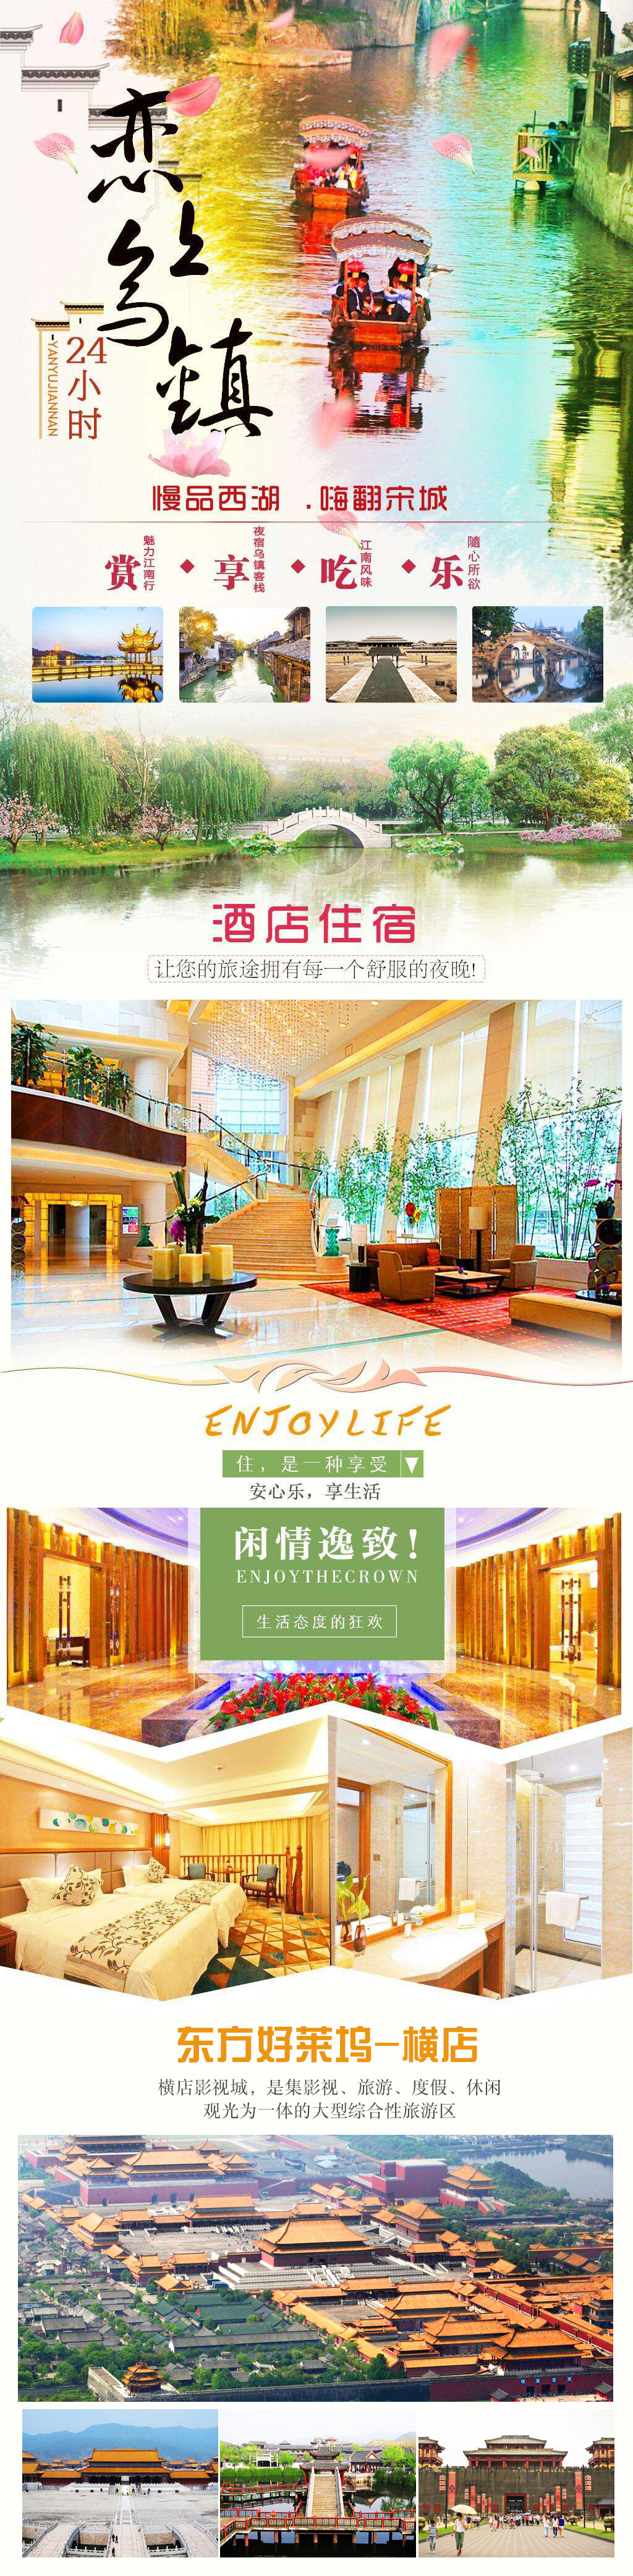 恋上乌镇
24
小时
YANYUJIANNAN
慢品西湖 .嗨翻宋城
赏 魅力江南行
享 夜宿乌镇客栈
吃 江南风味
乐 随心所欲
酒店住宿
让您的旅途拥有每一个舒服的夜晚!
ENJOYLIFE
住，是一种享受
安心乐，享生活
闲情逸致！
ENJOYTHECROWN
生活态度的狂欢
东方好莱坞-横店
横店影视城，是集影视、旅游、度假、休闲
观光为一体的大型综合性旅游区